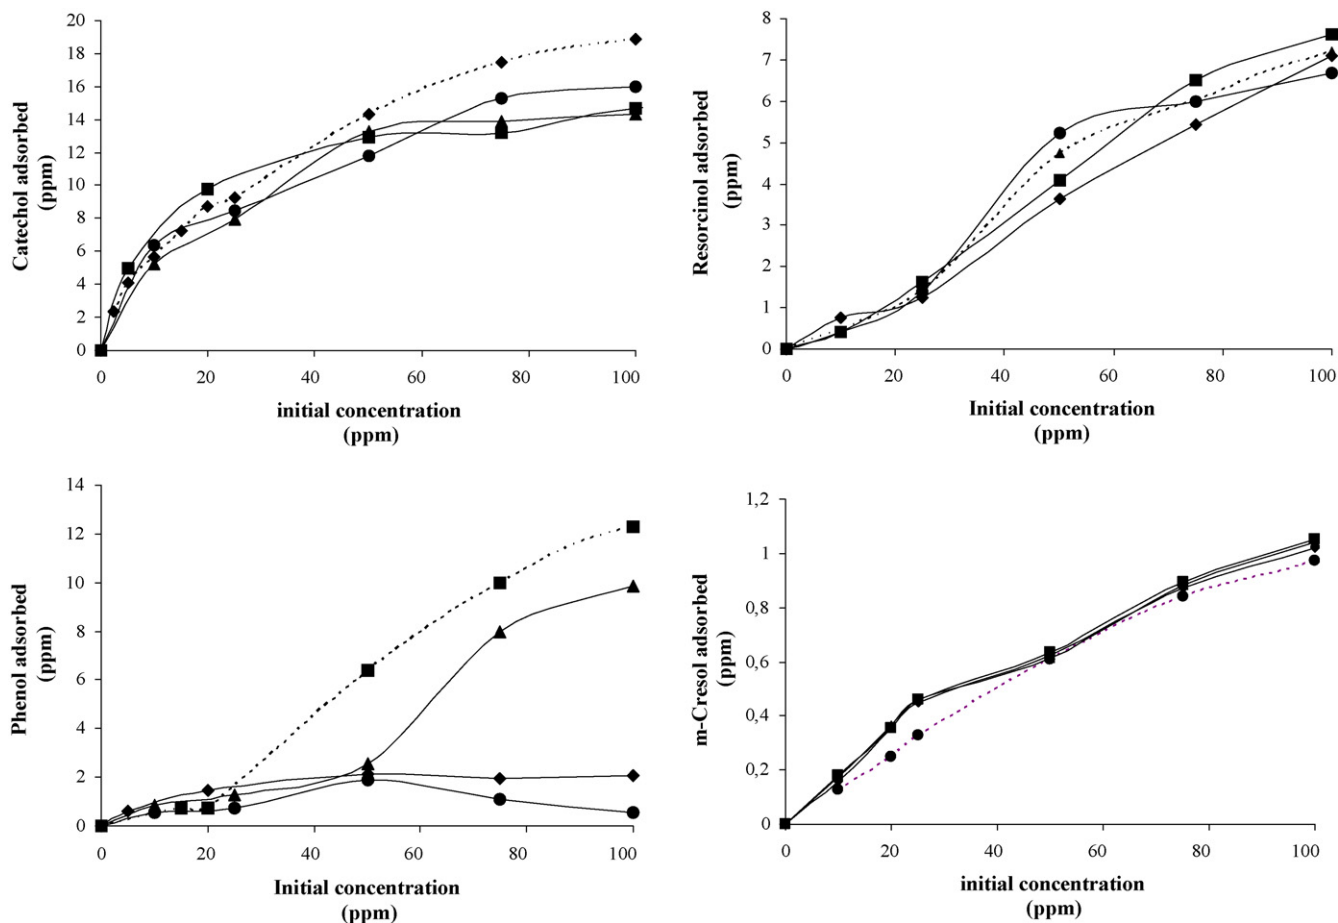 20
18
16
14
12
10
8
6
4
2
0
0 20 40 60 80 100
Catechol adsorbed
(ppm)
initial concentration
(ppm)
8
7
6
5
4
3
2
1
0
0 20 40 60 80 100
Resorcinol adsorbed
(ppm)
Initial concentration
(ppm)
14
12
10
8
6
4
2
0
0 20 40 60 80 100
Phenol adsorbed
(ppm)
Initial concentration
(ppm)
1,2
1
0,8
0,6
0,4
0,2
0
0 20 40 60 80 100
m-Cresol adsorbed
(ppm)
initial concentration
(ppm)